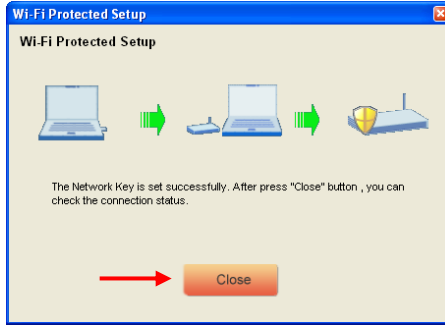 Wi-Fi Protected Setup
Wi-Fi Protected Setup
The Network Key is set successfully. After press "Close" button , you can
check the connection status.
Close